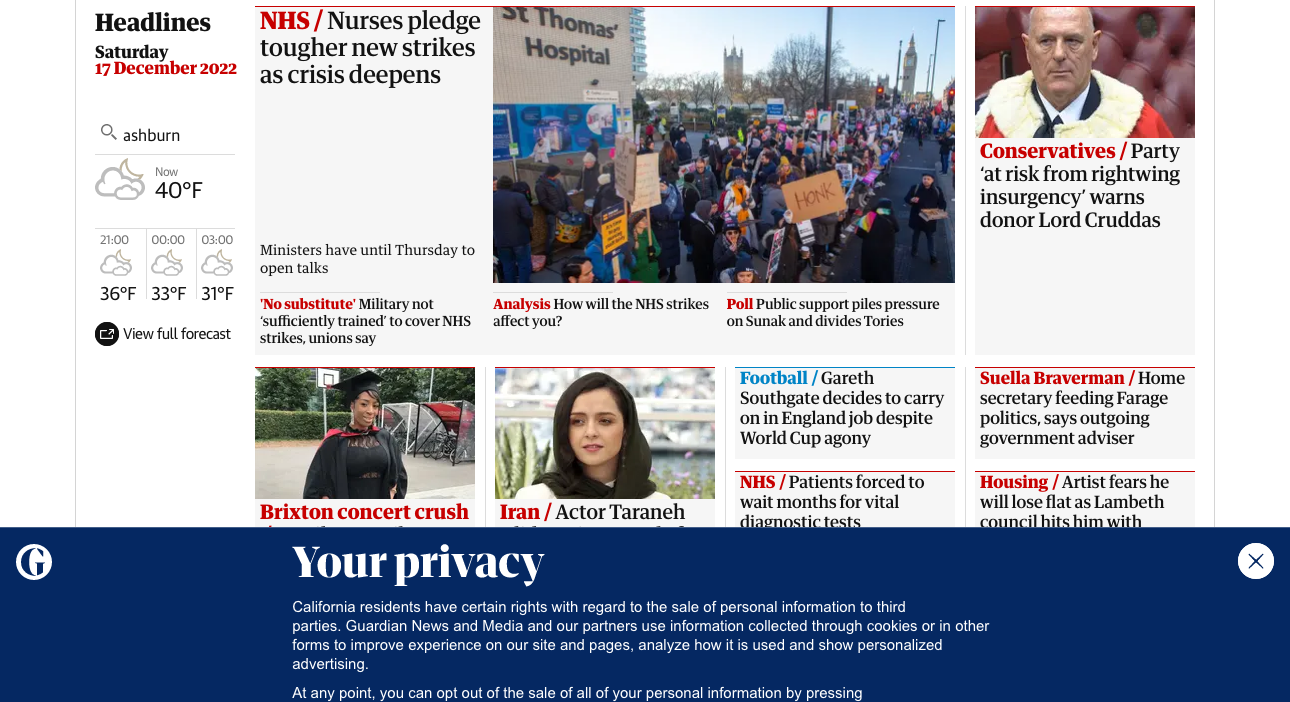 Headlines
Saturday
17 December 2022
ashburn
Now
40°F
21:00
00:00
03:00
36°F
33°F
31°F
View full forecast
NHS / Nurses pledge
tougher new strikes
as crisis deepens
Ministers have until Thursday to
open talks
St Thomas'
Hospital
HONK
'No substitute' Military not
‘sufficiently trained’ to cover NHS
strikes, unions say
Analysis How will the NHS strikes
affect you?
Poll Public support piles pressure
on Sunak and divides Tories
Conservatives / Party
‘at risk from rightwing
insurgency’ warns
donor Lord Cruddas
Brixton concert crush
Iran / Actor Taraneh
Football / Gareth
Southgate decides to carry
on in England job despite
World Cup agony
NHS / Patients forced to
wait months for vital
diagnostic tests
Suella Braverman / Home
secretary feeding Farage
politics, says outgoing
government adviser
Housing / Artist fears he
will lose flat as Lambeth
council hits him with
G
Your privacy
California residents have certain rights with regard to the sale of personal information to third
parties. Guardian News and Media and our partners use information collected through cookies or in other
forms to improve experience on our site and pages, analyze how it is used and show personalized
advertising.
At any point, you can opt out of the sale of all of your personal information by pressing